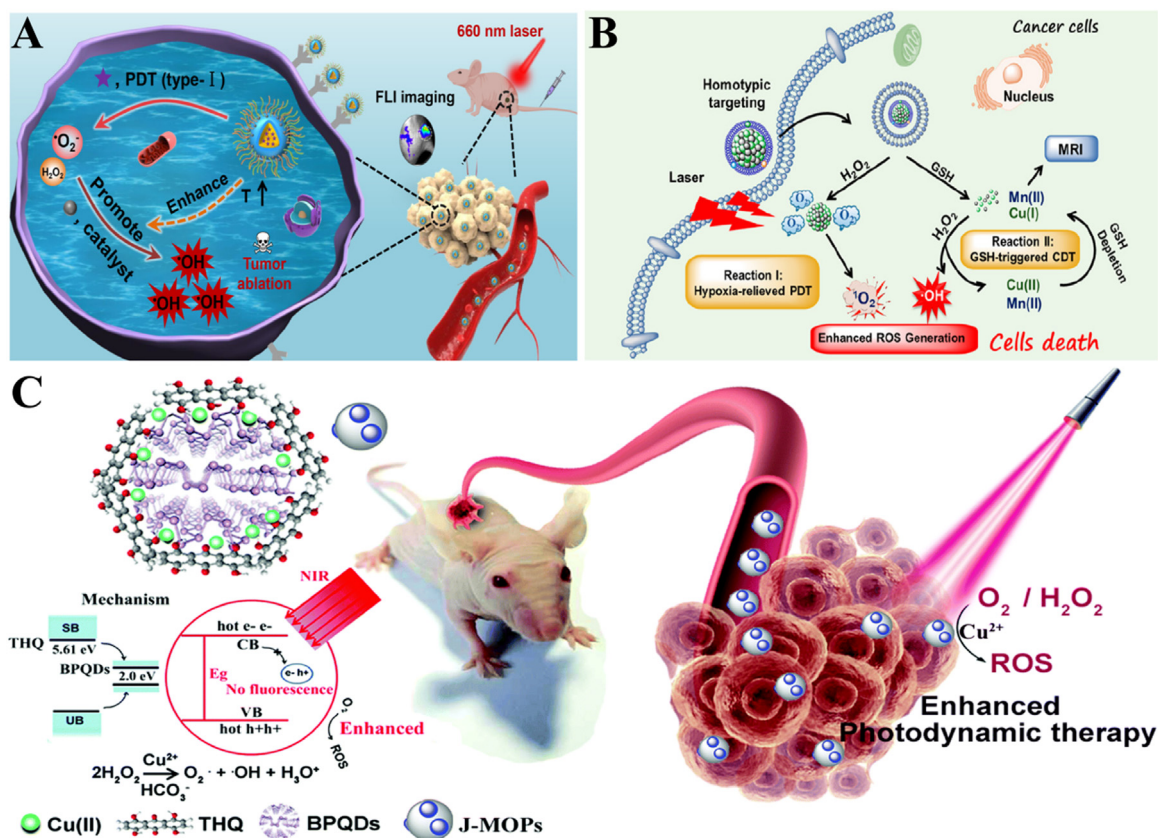 A
660 nm laser
, PDT (type-Ⅰ)
FLI imaging
·O₂⁻
H₂O₂
Promote
Enhance
T ↑
, catalyst
·OH
·OH ·OH
Tumor
ablation
B
Cancer cells
Homotypic
targeting
Nucleus
MRI
H₂O₂
GSH
Laser
O₂
O₂ O₂
Mn(II)
Cu(I)
H₂O₂
Reaction II:
GSH-triggered CDT
GSH
Depletion
Reaction I:
Hypoxia-relieved PDT
Cu(II)
Mn(II)
¹O₂
·OH
Enhanced ROS Generation
Cells death
C
NIR
Mechanism
SB
THQ
5.61 eV
BPQDs
2.0 eV
UB
hot e- e-
CB
e- h+
Eg
No fluorescence
VB
hot h+h+
O₂
Enhanced
ROS
2H₂O₂ Cu²⁺ HCO₃⁻ O₂·⁻ + ·OH + H₃O⁺
O₂ / H₂O₂
Cu²⁺
ROS
Enhanced
Photodynamic therapy
Cu(II) THQ BPQDs J-MOPs